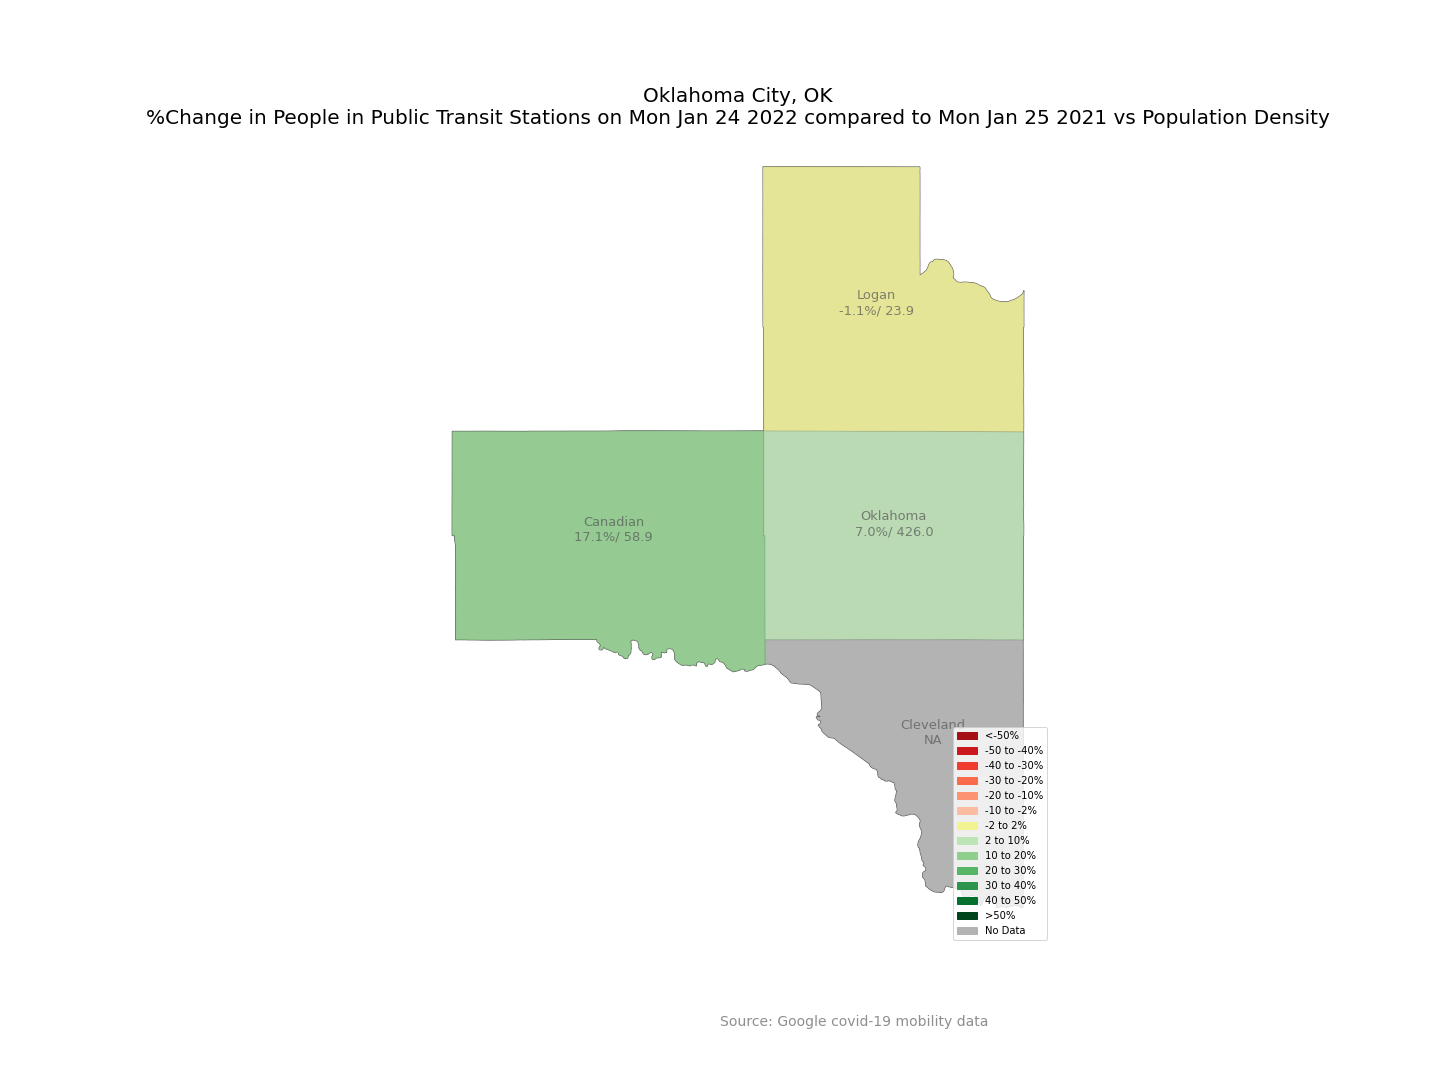 Oklahoma City, OK
%Change in People in Public Transit Stations on Mon Jan 24 2022 compared to Mon Jan 25 2021 vs Population Density
Logan
-1.1%/ 23.9
Canadian
17.1%/ 58.9
Oklahoma
7.0%/ 426.0
Cleveland
NA
<-50%
-50 to -40%
-40 to -30%
-30 to -20%
-20 to -10%
-10 to -2%
-2 to 2%
2 to 10%
10 to 20%
20 to 30%
30 to 40%
40 to 50%
>50%
No Data
Source: Google covid-19 mobility data